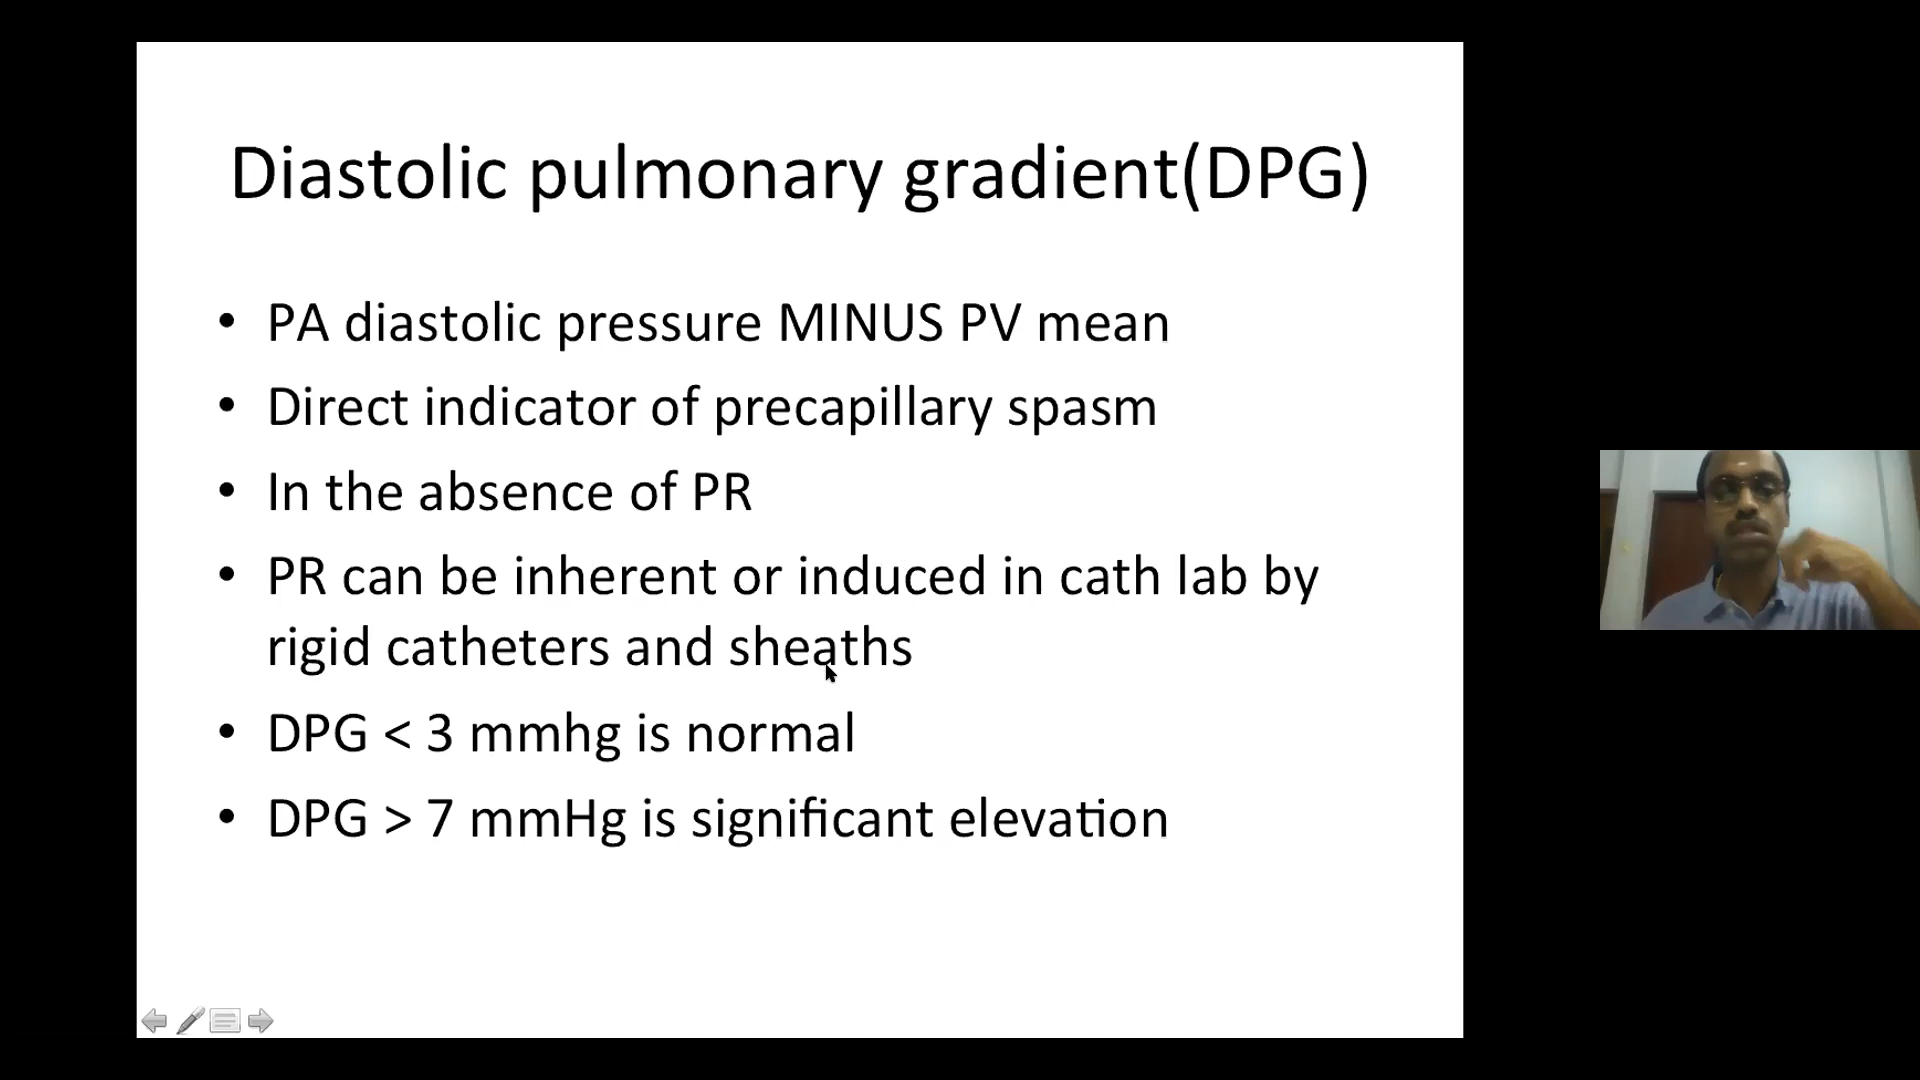 Diastolic pulmonary gradient(DPG)
• PA diastolic pressure MINUS PV mean
• Direct indicator of precapillary spasm
• In the absence of PR
• PR can be inherent or induced in cath lab by
rigid catheters and sheaths
• DPG < 3 mmhg is normal
• DPG > 7 mmHg is significant elevation